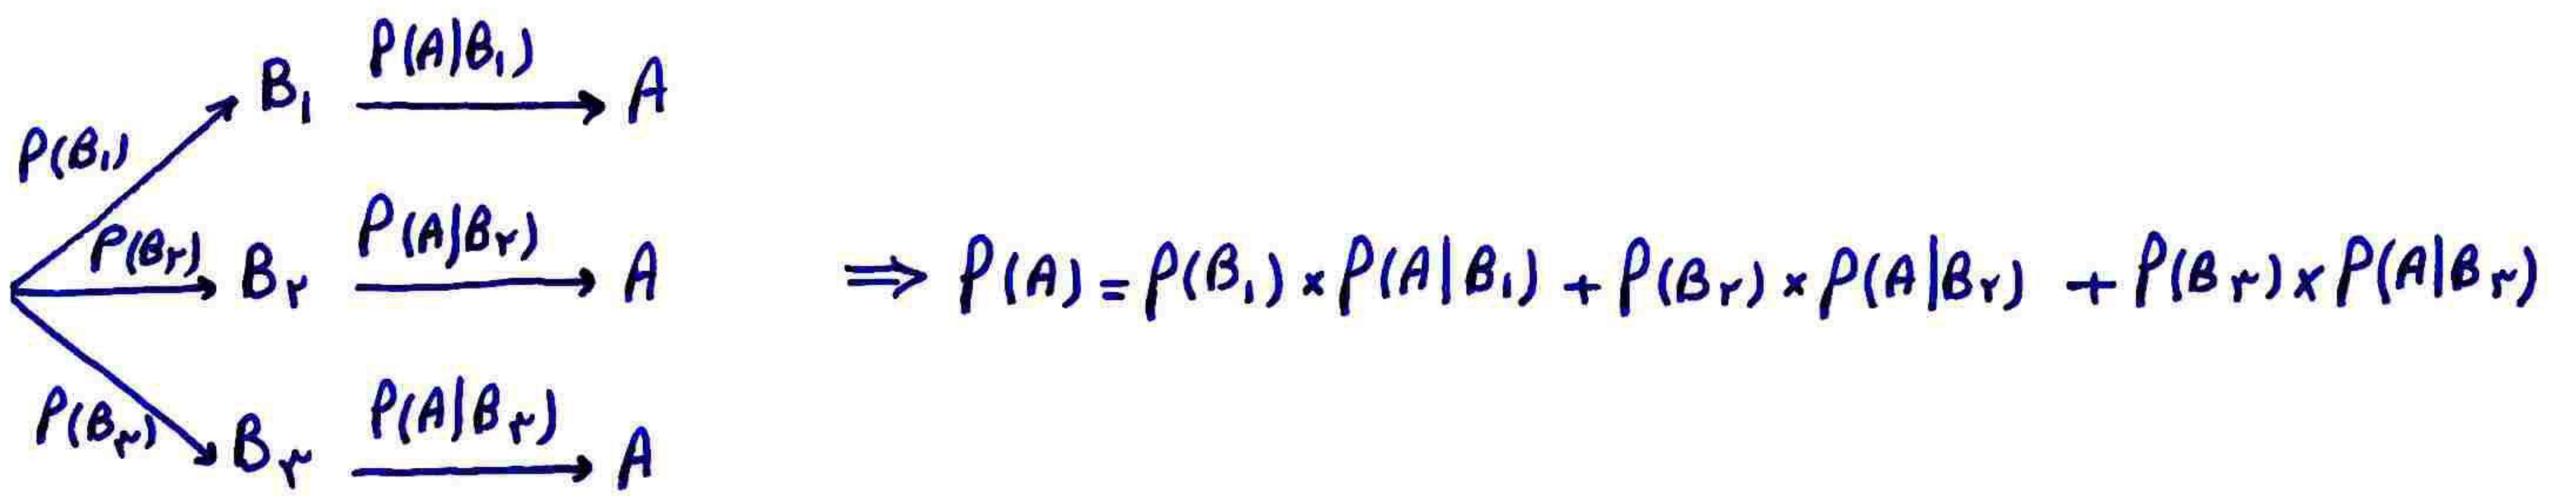 P(A|B۱)
B۱ A
P(B۱)
P(A|B۲)
P(B۲) B۲ A ⇒ P(A) = P(B۱) × P(A|B۱) + P(B۲) × P(A|B۲) + P(B۳) × P(A|B۳)
P(A|B۳)
P(B۳) B۳ A